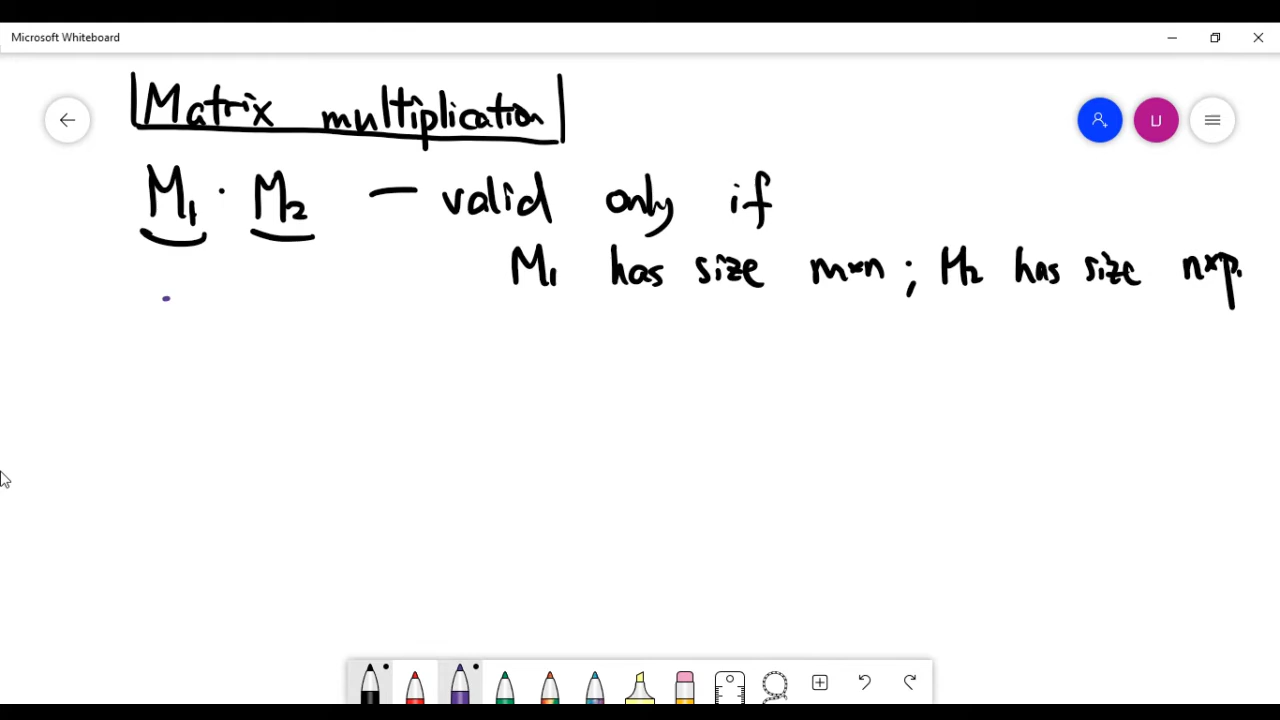 Microsoft Whiteboard
Matrix multiplication
M₁ · M₂ — valid only if
M₁ has size m×n ; M₂ has size n×p.
U